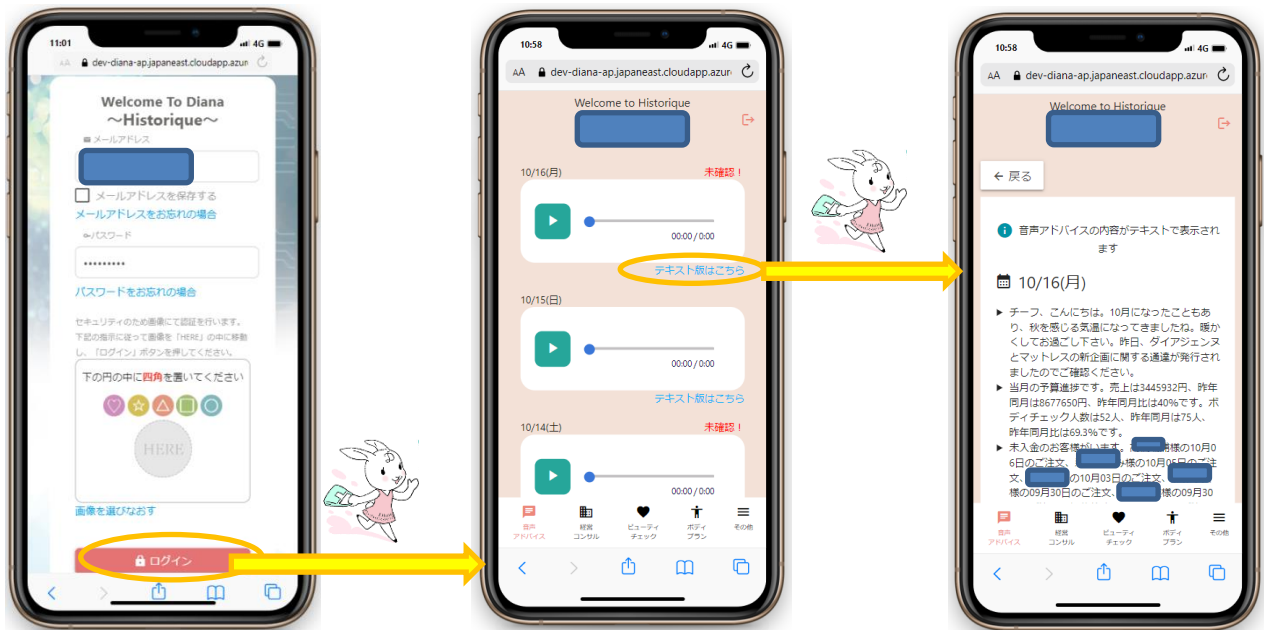 11:01
4G
AA dev-diana-ap.japaneast.cloudapp.azur
Welcome To Diana
～Historique～
メールアドレス
メールアドレスを保存する
メールアドレスをお忘れの場合
パスワード
•••••••••
パスワードをお忘れの場合
セキュリティのため画像にて認証を行います。
下記の指示に従って画像を「HERE」の中に移動
し、「ログイン」ボタンを押してください。
下の円の中に四角を置いてください
HERE
画像を選びなおす
ログイン
10:58
4G
AA dev-diana-ap.japaneast.cloudapp.azur
Welcome to Historique
10/16(月) 未確認！
00:00 / 0:00
テキスト版はこちら
10/15(日)
00:00 / 0:00
テキスト版はこちら
10/14(土) 未確認！
00:00 / 0:00
音声
アドバイス
経営
コンサル
ビューティ
チェック
ボディ
プラン
その他
10:58
4G
AA dev-diana-ap.japaneast.cloudapp.azur
Welcome to Historique
← 戻る
音声アドバイスの内容がテキストで表示され
ます
10/16(月)
チーフ、こんにちは。10月になったこともあ
り、秋を感じる気温になってきましたね。暖か
くしてお過ごし下さい。昨日、ダイアジェンヌ
とマットレスの新企画に関する通達が発行され
ましたのでご確認ください。
当月の予算進捗です。売上は3445932円、昨年
同月は8677650円、昨年同月比は40%です。ボ
ディチェック人数は52人、昨年同月は75人、
昨年同月比は69.3%です。
未入金のお客様がいます。様の10月0
6日のご注文、様の10月05日のご注
文、の10月03日のご注文、
様の09月30日のご注文、様の09月30
音声
アドバイス
経営
コンサル
ビューティ
チェック
ボディ
プラン
その他